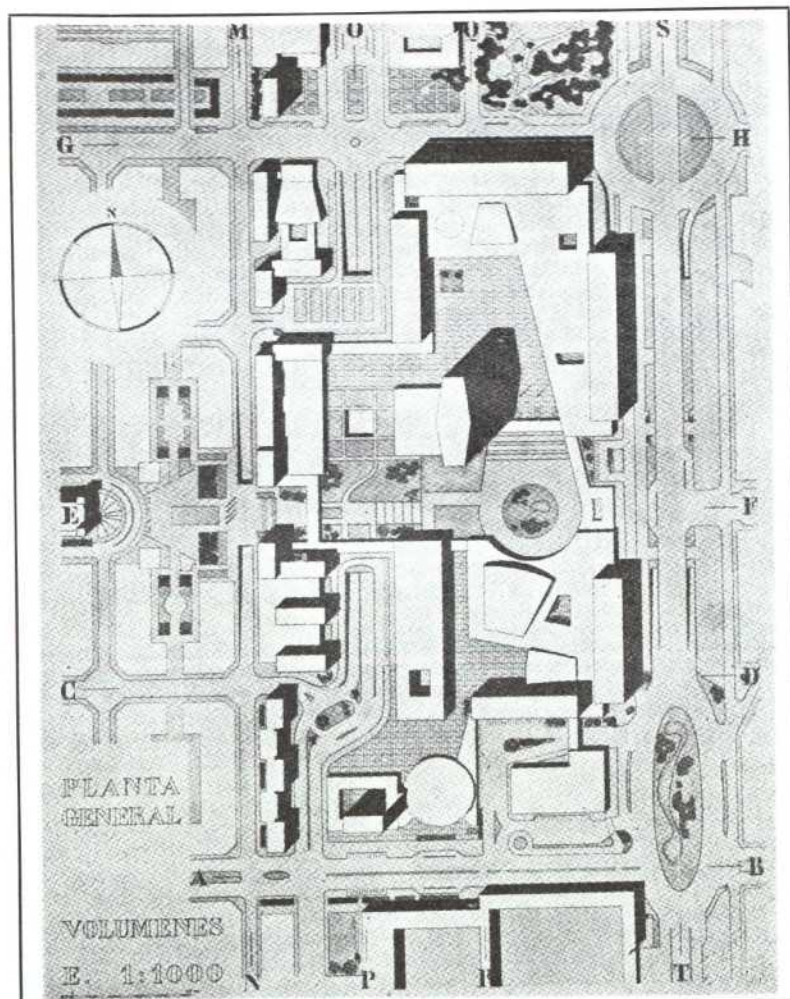 M O Q S
G H
N
E F
C D
PLANTA
GENERAL
A B
VOLUMENES
E. 1:1000
N P R T